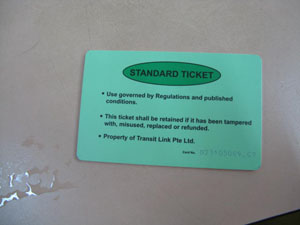 STANDARD TICKET
• Use governed by Regulations and published
conditions.
• This ticket shall be retained if it has been tampered
with, misused, replaced or refunded.
• Property of Transit Link Pte Ltd.